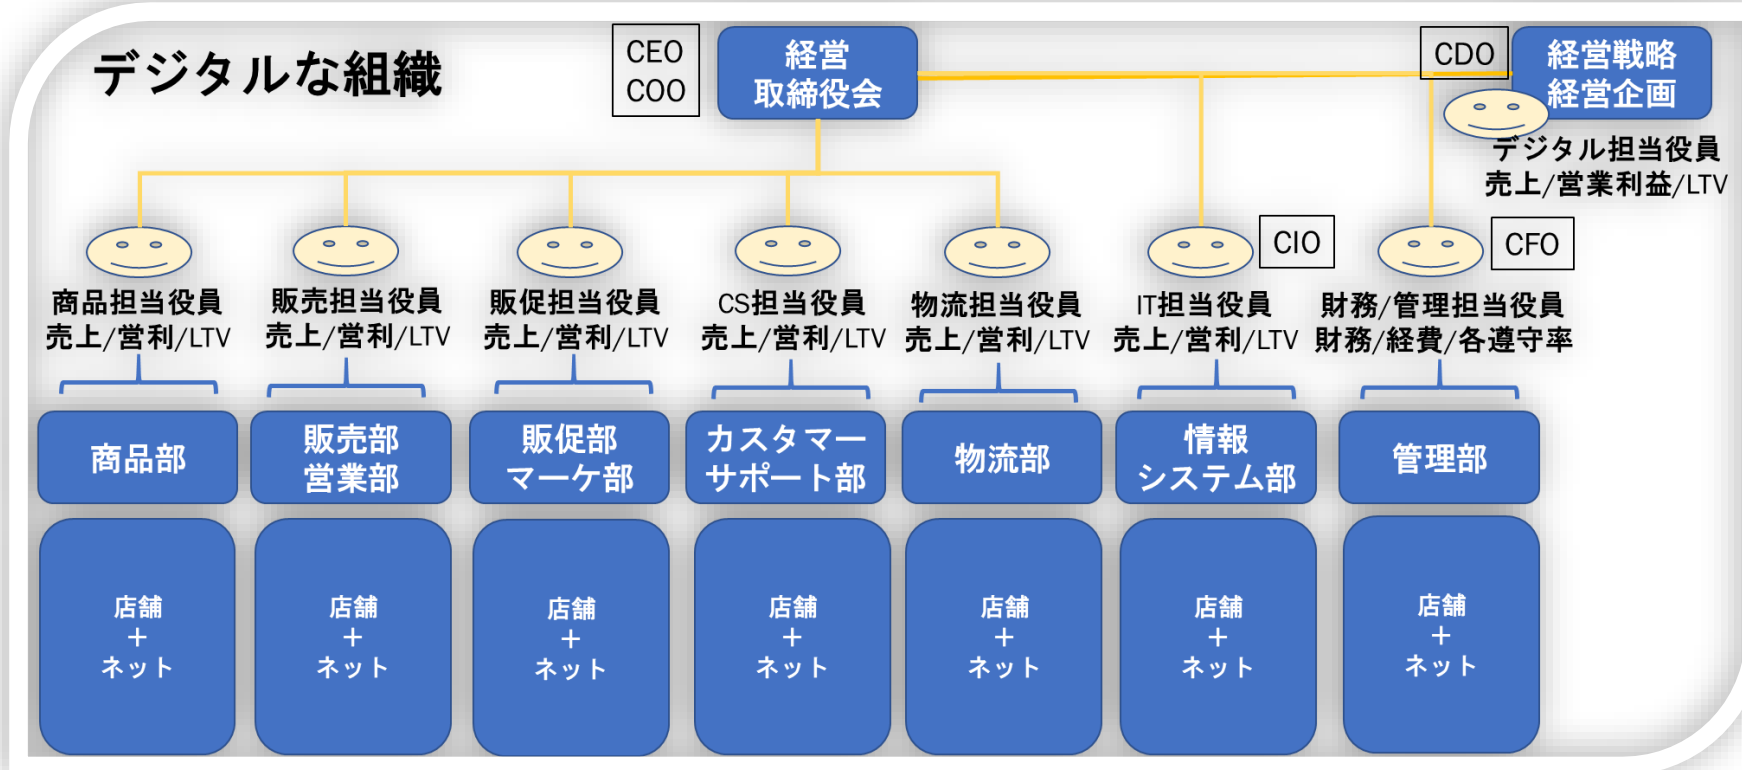 デジタルな組織
CEO
COO
経営
取締役会
CDO
経営戦略
経営企画
デジタル担当役員
売上/営業利益/LTV
商品担当役員
売上/営利/LTV
販売担当役員
売上/営利/LTV
販促担当役員
売上/営利/LTV
CS担当役員
売上/営利/LTV
物流担当役員
売上/営利/LTV
CIO
IT担当役員
売上/営利/LTV
CFO
財務/管理担当役員
財務/経費/各遵守率
商品部
販売部
営業部
販促部
マーケ部
カスタマー
サポート部
物流部
情報
システム部
管理部
店舗
+
ネット
店舗
+
ネット
店舗
+
ネット
店舗
+
ネット
店舗
+
ネット
店舗
+
ネット
店舗
+
ネット